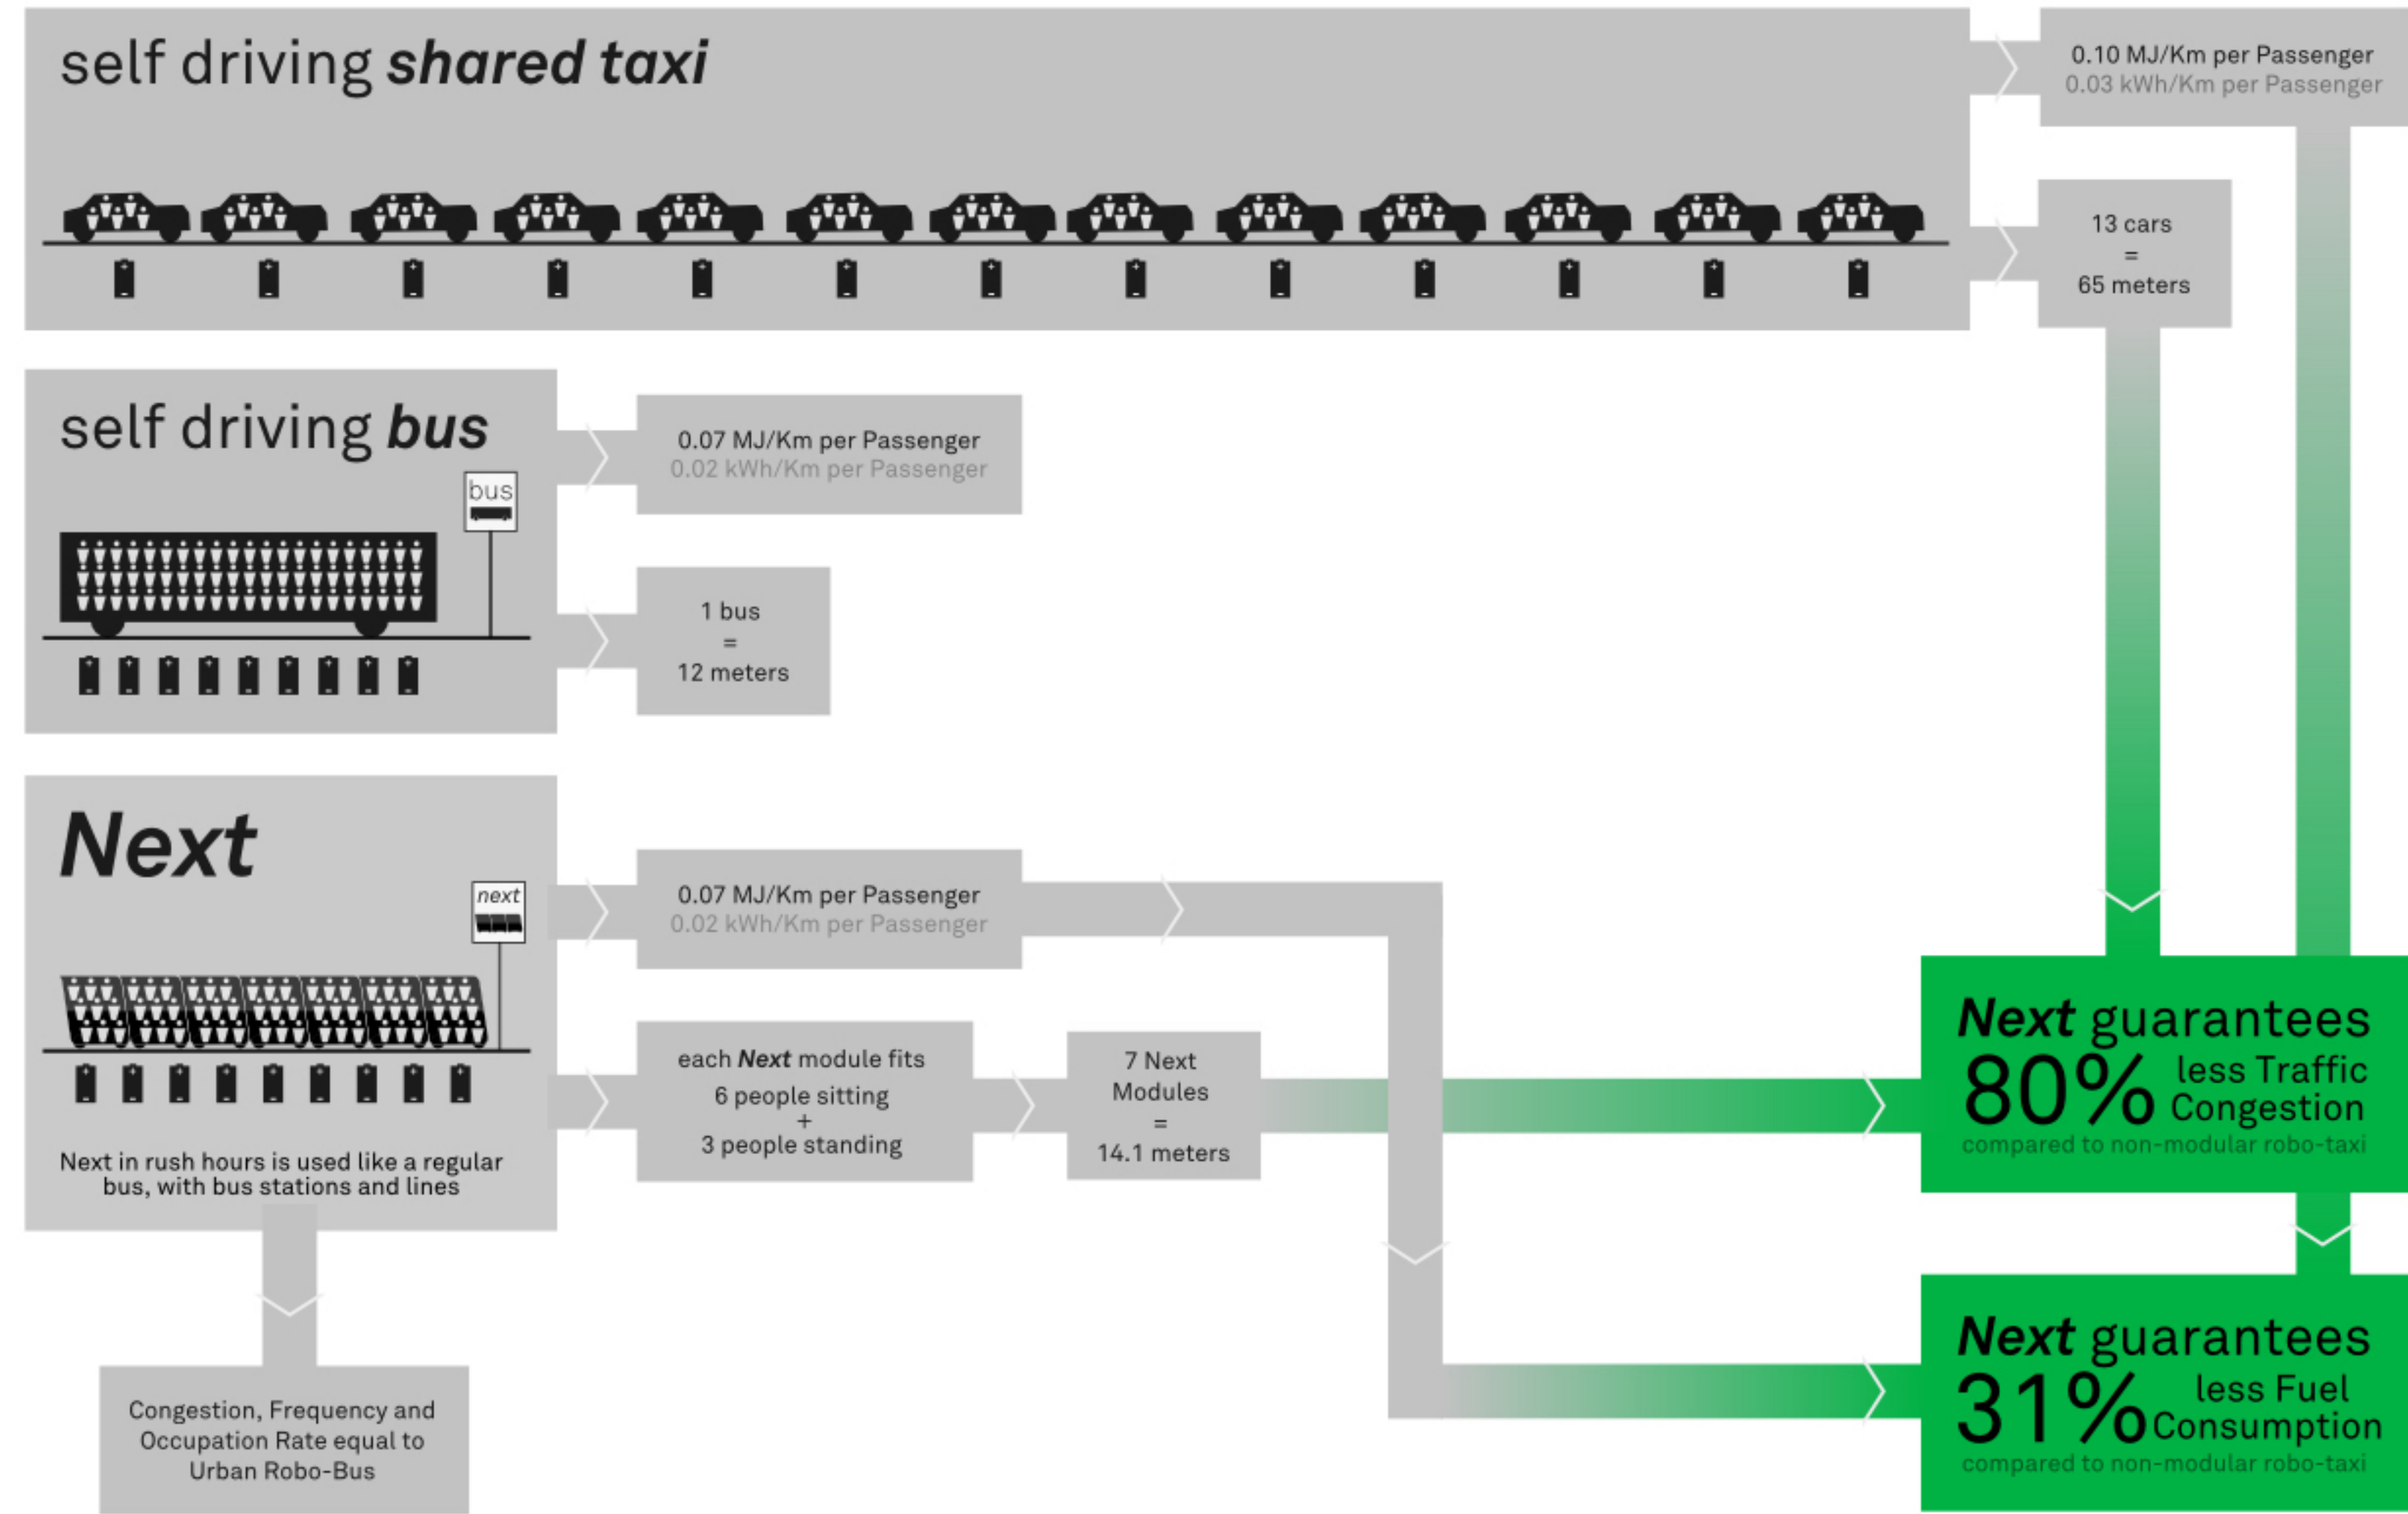 self driving shared taxi
0.10 MJ/Km per Passenger
0.03 kWh/Km per Passenger
13 cars
=
65 meters
self driving bus
bus
0.07 MJ/Km per Passenger
0.02 kWh/Km per Passenger
1 bus
=
12 meters
Next
next
0.07 MJ/Km per Passenger
0.02 kWh/Km per Passenger
each Next module fits
6 people sitting
+
3 people standing
7 Next
Modules
=
14.1 meters
Next in rush hours is used like a regular
bus, with bus stations and lines
Congestion, Frequency and
Occupation Rate equal to
Urban Robo-Bus
Next guarantees
80% less Traffic
Congestion
compared to non-modular robo-taxi
Next guarantees
31% less Fuel
Consumption
compared to non-modular robo-taxi